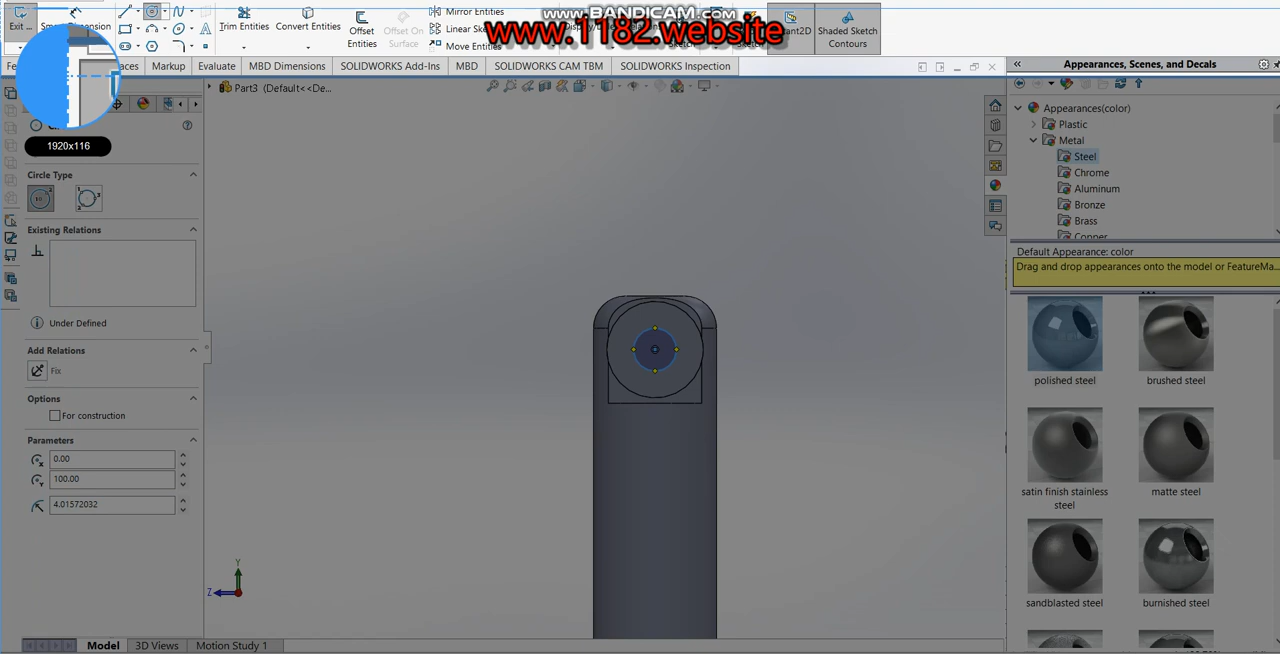 www.BANDICAM.com
www.1182.website
Exit ...
Trim Entities
Convert Entities
Offset Entities
Offset On Surface
Mirror Entities
Linear Sk
Move Entities
Instant2D
Shaded Sketch Contours
Markup
Evaluate
MBD Dimensions
SOLIDWORKS Add-Ins
MBD
SOLIDWORKS CAM TBM
SOLIDWORKS Inspection
Part3 (Default<<De...
1920x116
Circle Type
Existing Relations
Under Defined
Add Relations
Fix
Options
For construction
Parameters
0.00
100.00
4.01572032
Y
Z
Model
3D Views
Motion Study 1
Appearances, Scenes, and Decals
Appearances(color)
Plastic
Metal
Steel
Chrome
Aluminum
Bronze
Brass
Copper
Default Appearance: color
Drag and drop appearances onto the model or FeatureMa...
polished steel
brushed steel
satin finish stainless steel
matte steel
sandblasted steel
burnished steel